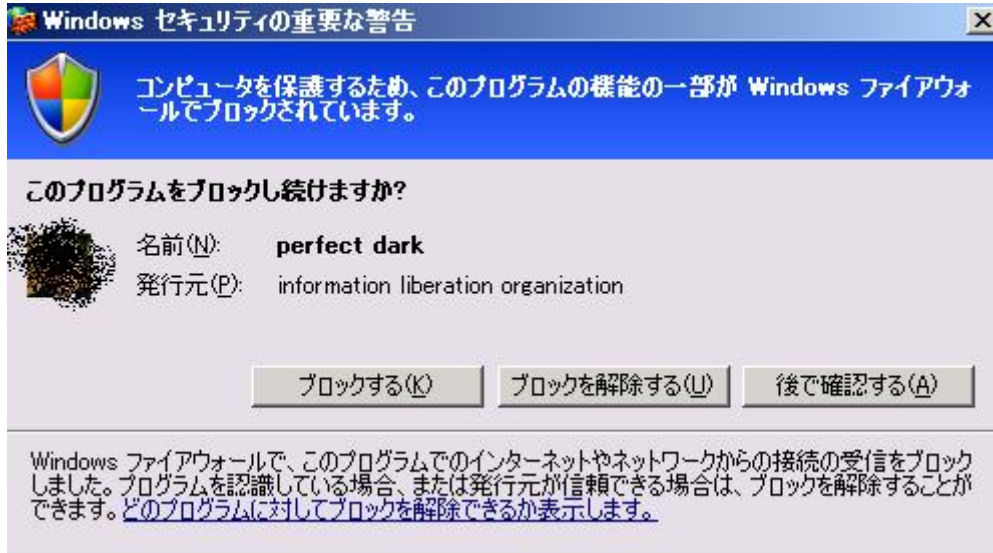 Windows セキュリティの重要な警告
コンピュータを保護するため、このプログラムの機能の一部が Windows ファイアウォ
ールでブロックされています。
このプログラムをブロックし続けますか?
名前(N): perfect dark
発行元(P): information liberation organization
ブロックする(K) ブロックを解除する(U) 後で確認する(A)
Windows ファイアウォールで、このプログラムでのインターネットやネットワークからの接続の受信をブロック
しました。プログラムを認識している場合、または発行元が信頼できる場合は、ブロックを解除することが
できます。どのプログラムに対してブロックを解除できるか表示します。